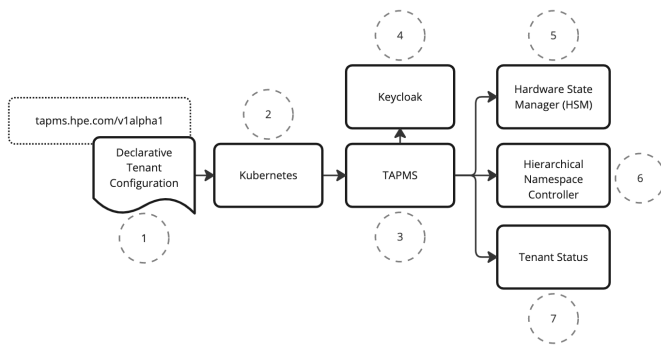 4
5
Keycloak
Hardware State
Manager (HSM)
2
tapms.hpe.com/v1alpha1
Declarative
Tenant
Configuration
Kubernetes
TAPMS
Hierarchical
Namespace
Controller
6
1
3
Tenant Status
7